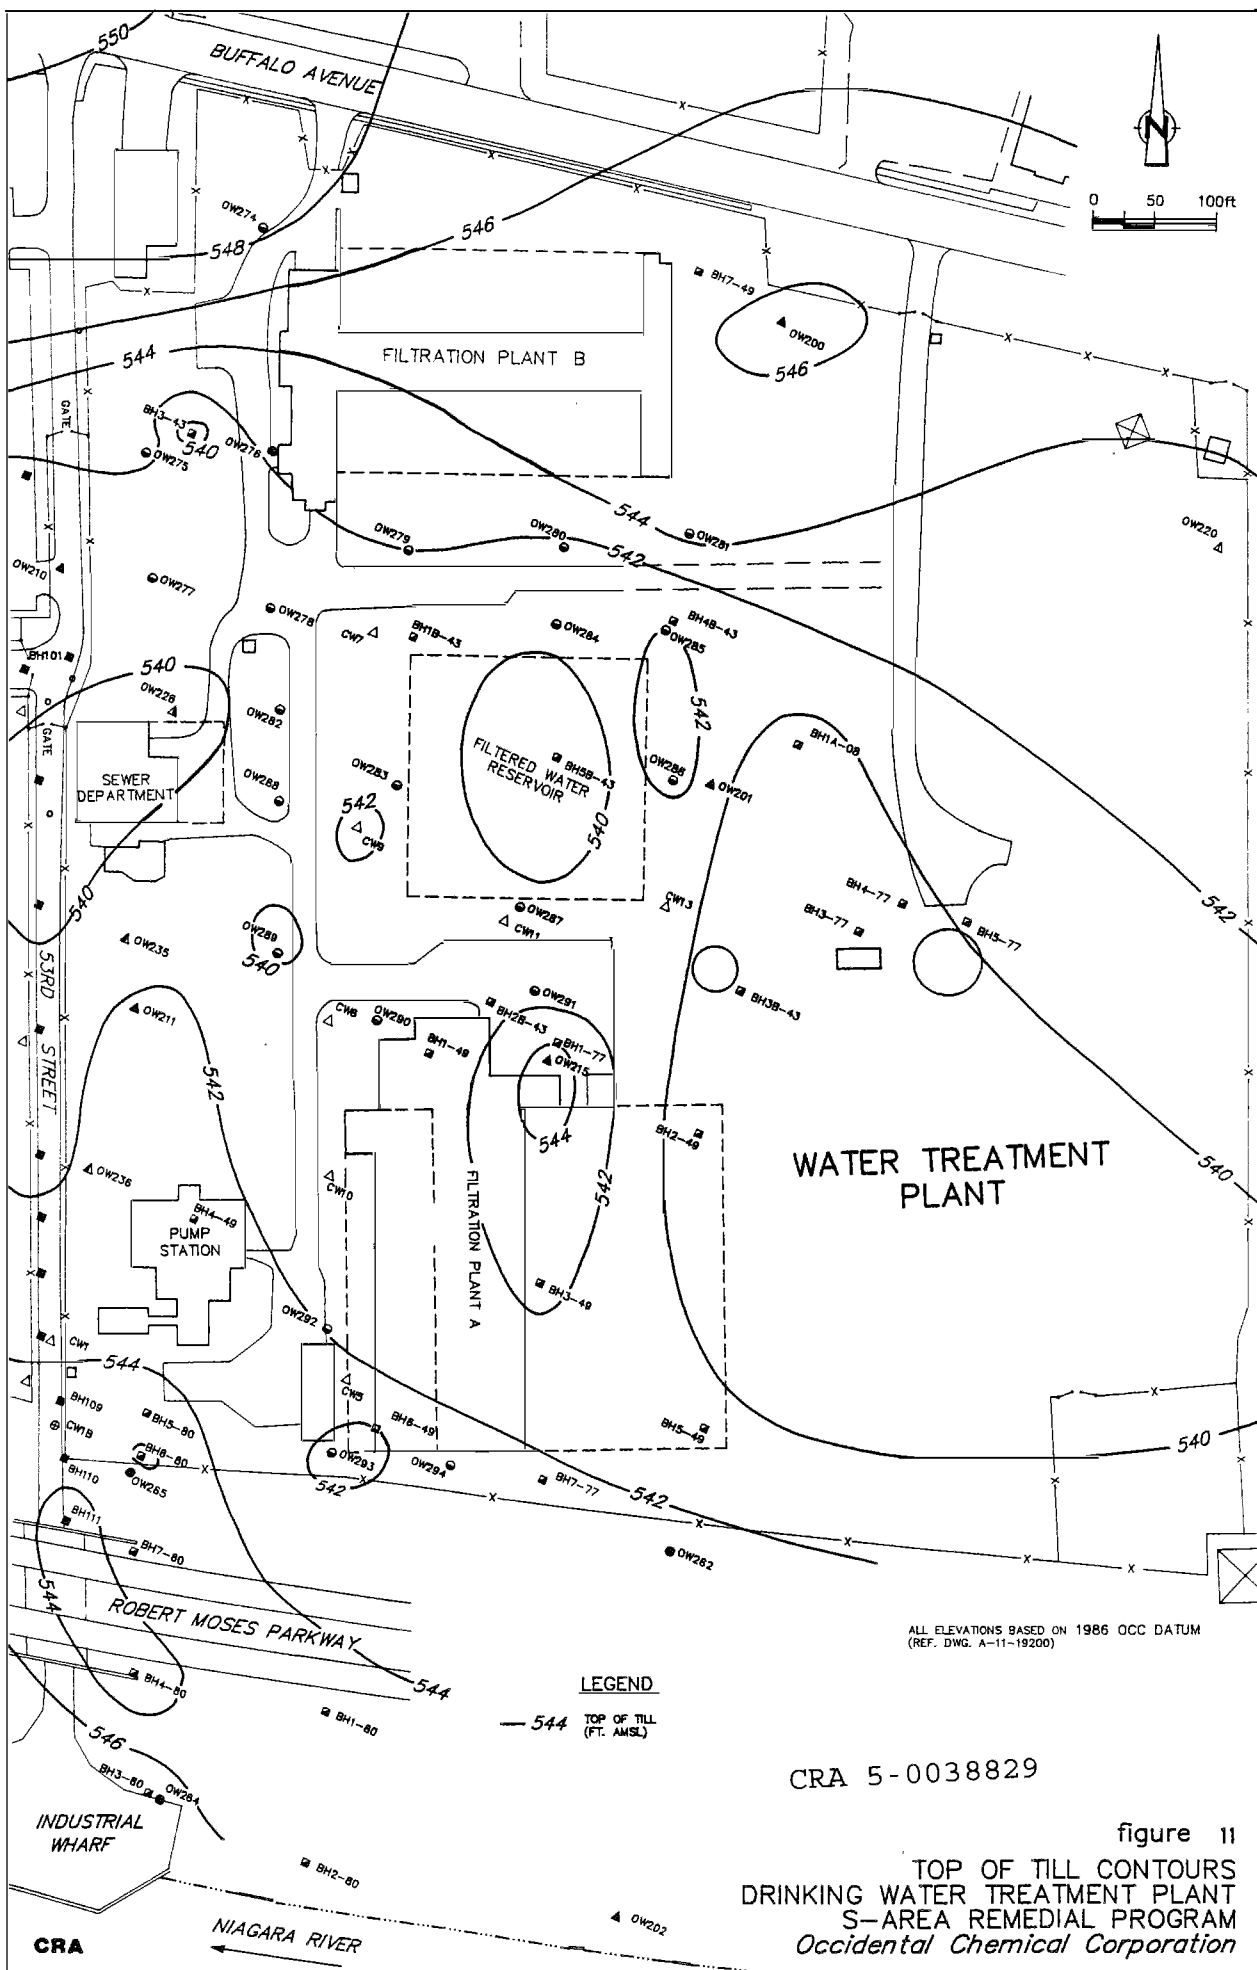 550
BUFFALO AVENUE
N
0 50 100ft
OW274
548
546
BH7-49
OW200
546
544
FILTRATION PLANT B
GATE
BH3-43
540
OW275
OW276
544
OW279
OW280
542
OW281
OW220
OW210
OW277
OW278
CW7
BH1B-43
OW284
BH4B-43
OW285
BH101
540
OW226
OW282
542
GATE
SEWER
DEPARTMENT
OW288
OW283
542
CW9
FILTERED WATER
RESERVOIR
BH5B-43
540
OW286
OW201
BH1A-08
540
OW235
OW289
540
OW287
CW11
CW13
BH4-77
BH3-77
BH5-77
542
53RD
STREET
OW211
542
CW6
OW290
BH1-49
BH2B-43
OW291
BH1-77
OW215
544
BH3B-43
BH2-49
WATER TREATMENT
PLANT
540
OW236
CW10
542
BH4-49
PUMP
STATION
FILTRATION PLANT A
BH3-49
OW292
CW1
544
CW5
BH109
CW1B
BH5-80
BH6-80
BH110
OW265
BH6-49
OW293
542
OW294
BH7-77
BH5-49
540
542
BH111
BH7-80
544
OW262
ROBERT MOSES PARKWAY
ALL ELEVATIONS BASED ON 1986 OCC DATUM
(REF. DWG. A-11-19200)
BH4-80
544
BH1-80
LEGEND
544 TOP OF TILL
(FT. AMSL)
546
BH3-80
OW264
CRA 5-0038829
INDUSTRIAL
WHARF
BH2-80
OW202
NIAGARA RIVER
CRA
figure 11
TOP OF TILL CONTOURS
DRINKING WATER TREATMENT PLANT
S-AREA REMEDIAL PROGRAM
Occidental Chemical Corporation